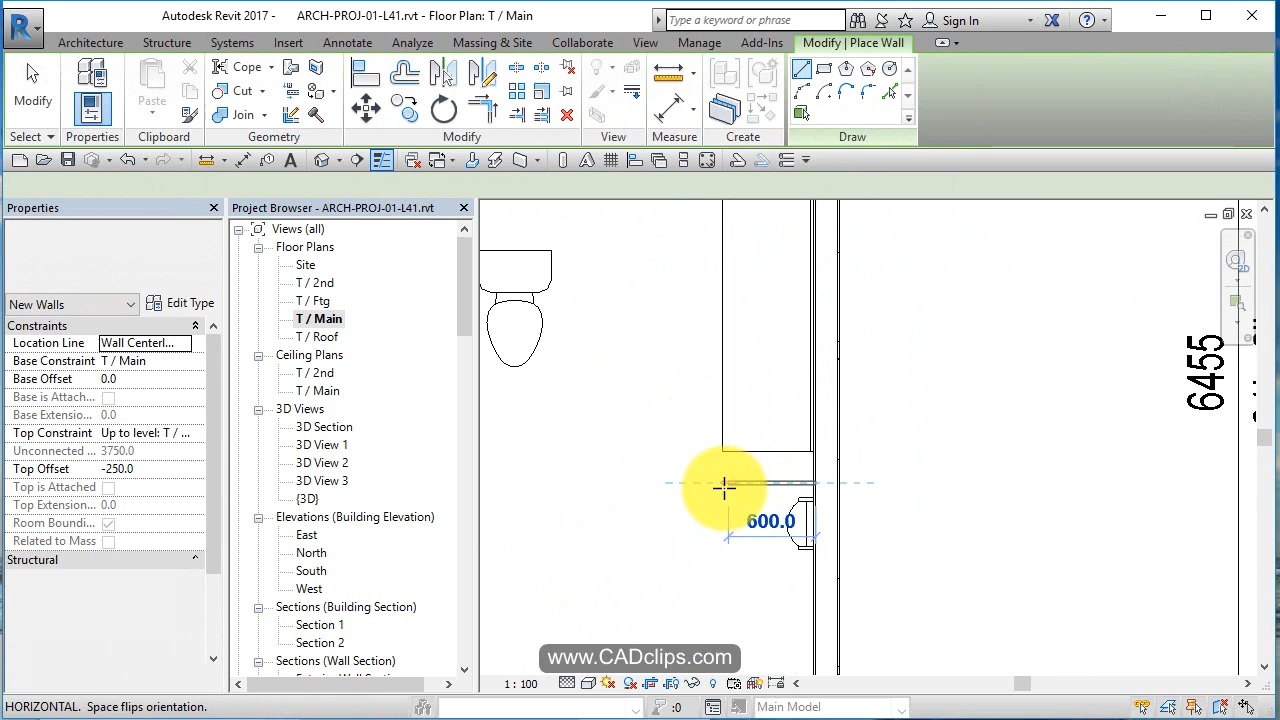 Autodesk Revit 2017 - ARCH-PROJ-01-L41.rvt - Floor Plan: T / Main
Type a keyword or phrase
Sign In
Architecture Structure Systems Insert Annotate Analyze Massing & Site Collaborate View Manage Add-Ins Modify | Place Wall
Modify
Paste
Cope
Cut
Join
Select Properties Clipboard Geometry Modify View Measure Create Draw
Properties
New Walls
Edit Type
Constraints
Location Line Wall Centerl...
Base Constraint T / Main
Base Offset 0.0
Base is Attach...
Base Extensio... 0.0
Top Constraint Up to level: T / ...
Unconnected ... 3750.0
Top Offset -250.0
Top is Attached
Top Extensio... 0.0
Room Boundi...
Related to Mass
Structural
Project Browser - ARCH-PROJ-01-L41.rvt
Views (all)
Floor Plans
Site
T / 2nd
T / Ftg
T / Main
T / Roof
Ceiling Plans
T / 2nd
T / Main
3D Views
3D Section
3D View 1
3D View 2
3D View 3
{3D}
Elevations (Building Elevation)
East
North
South
West
Sections (Building Section)
Section 1
Section 2
Sections (Wall Section)
2D
600.0
6455
www.CADclips.com
1 : 100
HORIZONTAL. Space flips orientation.
:0
Main Model